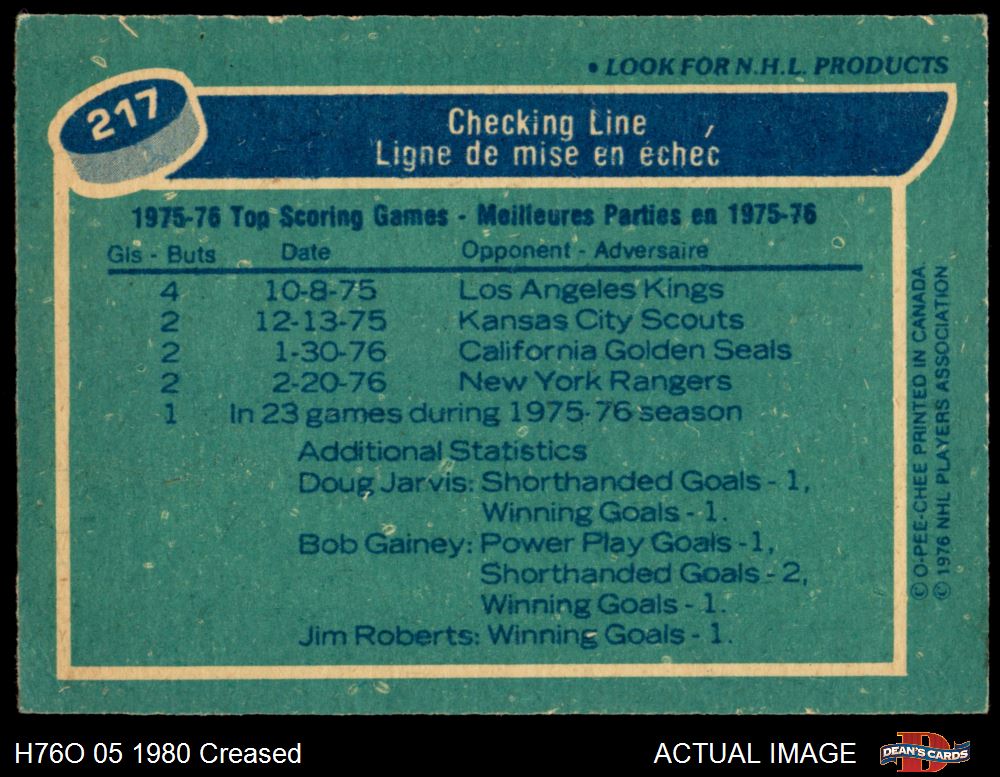 • LOOK FOR N.H.L. PRODUCTS
217
Checking Line
Ligne de mise en échec
1975-76 Top Scoring Games - Meilleures Parties en 1975-76
Gls - Buts Date Opponent - Adversaire
4 10-8-75 Los Angeles Kings
2 12-13-75 Kansas City Scouts
2 1-30-76 California Golden Seals
2 2-20-76 New York Rangers
1 In 23 games during 1975-76 season
Additional Statistics
Doug Jarvis: Shorthanded Goals - 1,
Winning Goals - 1.
Bob Gainey: Power Play Goals -1,
Shorthanded Goals - 2,
Winning Goals - 1.
Jim Roberts: Winning Goals - 1.
© O-PEE-CHEE PRINTED IN CANADA.
© 1976 NHL PLAYERS ASSOCIATION
H76O 05 1980 Creased
ACTUAL IMAGE
D
DEAN'S CARDS